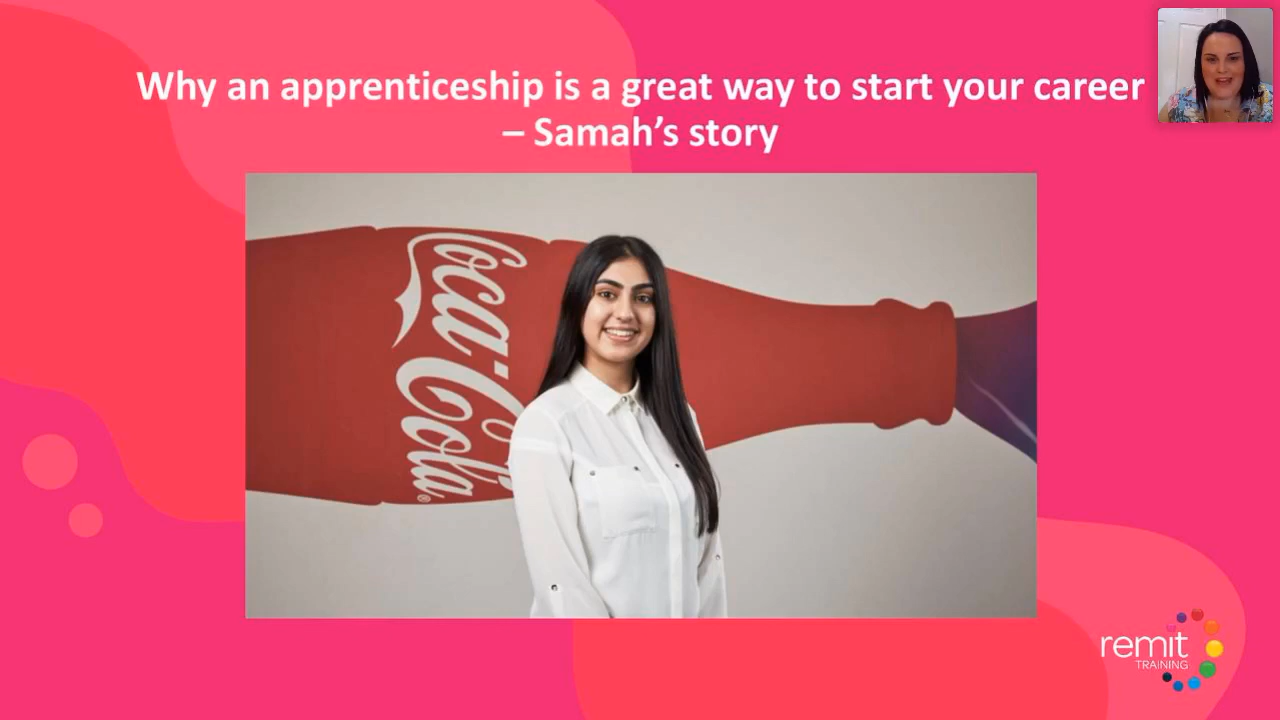 Why an apprenticeship is a great way to start your career
– Samah’s story
Coca-Cola®
remit
TRAINING